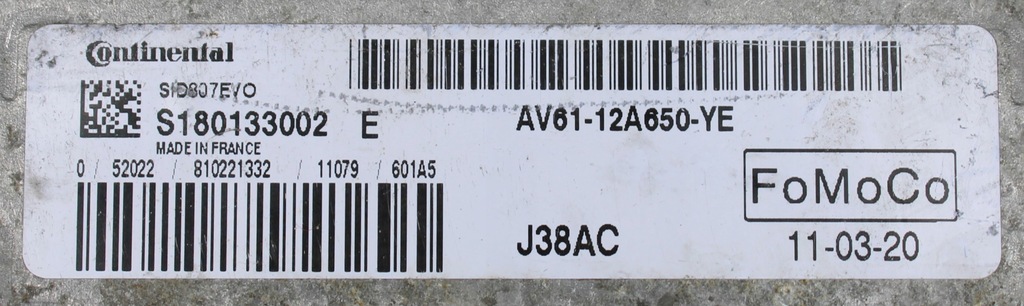 Continental
SID807EVO
S180133002 E
MADE IN FRANCE
0 / 52022 / 810221332 / 11079 / 601A5
AV61-12A650-YE
J38AC
FoMoCo
11-03-20